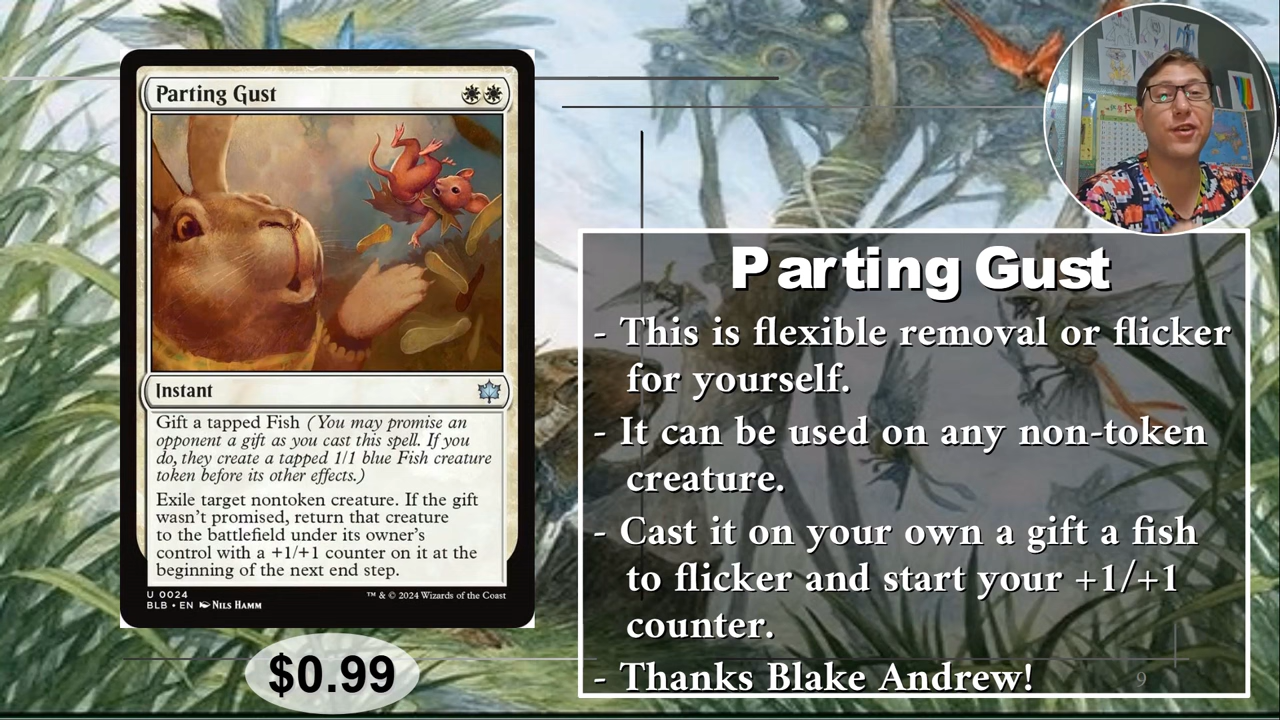 Parting Gust
Instant
Gift a tapped Fish (You may promise an
opponent a gift as you cast this spell. If you
do, they create a tapped 1/1 blue Fish creature
token before its other effects.)
Exile target nontoken creature. If the gift
wasn't promised, return that creature
to the battlefield under its owner's
control with a +1/+1 counter on it at the
beginning of the next end step.
U 0024
BLB • EN NILS HAMM
™ & © 2024 Wizards of the Coast
$0.99
Parting Gust
- This is flexible removal or flicker
for yourself.
- It can be used on any non-token
creature.
- Cast it on your own a gift a fish
to flicker and start your +1/+1
counter.
- Thanks Blake Andrew!
9